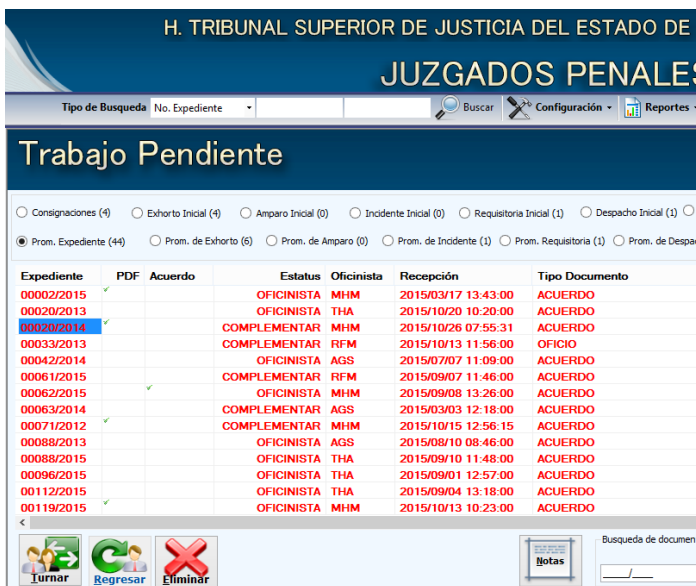 H. TRIBUNAL SUPERIOR DE JUSTICIA DEL ESTADO DE
JUZGADOS PENALES
Tipo de Busqueda No. Expediente Buscar Configuración Reportes
Trabajo Pendiente
Consignaciones (4) Exhorto Inicial (4) Amparo Inicial (0) Incidente Inicial (0) Requisitoria Inicial (1) Despacho Inicial (1)
Prom. Expediente (44) Prom. de Exhorto (6) Prom. de Amparo (0) Prom. de Incidente (1) Prom. Requisitoria (1) Prom. de Despa
Expediente PDF Acuerdo Estatus Oficinista Recepción Tipo Documento
00002/2015 OFICINISTA MHM 2015/03/17 13:43:00 ACUERDO
00020/2013 OFICINISTA THA 2015/10/20 10:20:00 ACUERDO
00020/2014 COMPLEMENTAR MHM 2015/10/26 07:55:31 ACUERDO
00033/2013 COMPLEMENTAR RFM 2015/10/13 11:56:00 OFICIO
00042/2014 OFICINISTA AGS 2015/07/07 11:09:00 ACUERDO
00061/2015 COMPLEMENTAR RFM 2015/09/07 11:46:00 ACUERDO
00062/2015 OFICINISTA MHM 2015/09/08 13:26:00 ACUERDO
00063/2014 COMPLEMENTAR AGS 2015/03/03 12:18:00 ACUERDO
00071/2012 COMPLEMENTAR MHM 2015/10/15 12:56:15 ACUERDO
00088/2013 OFICINISTA AGS 2015/08/10 08:46:00 ACUERDO
00088/2015 OFICINISTA THA 2015/09/10 11:48:00 ACUERDO
00096/2015 OFICINISTA THA 2015/09/01 12:57:00 ACUERDO
00112/2015 OFICINISTA THA 2015/09/04 13:18:00 ACUERDO
00119/2015 OFICINISTA MHM 2015/10/13 10:23:00 ACUERDO
Busqueda de documen
Turnar Regresar Eliminar Notas ____/__